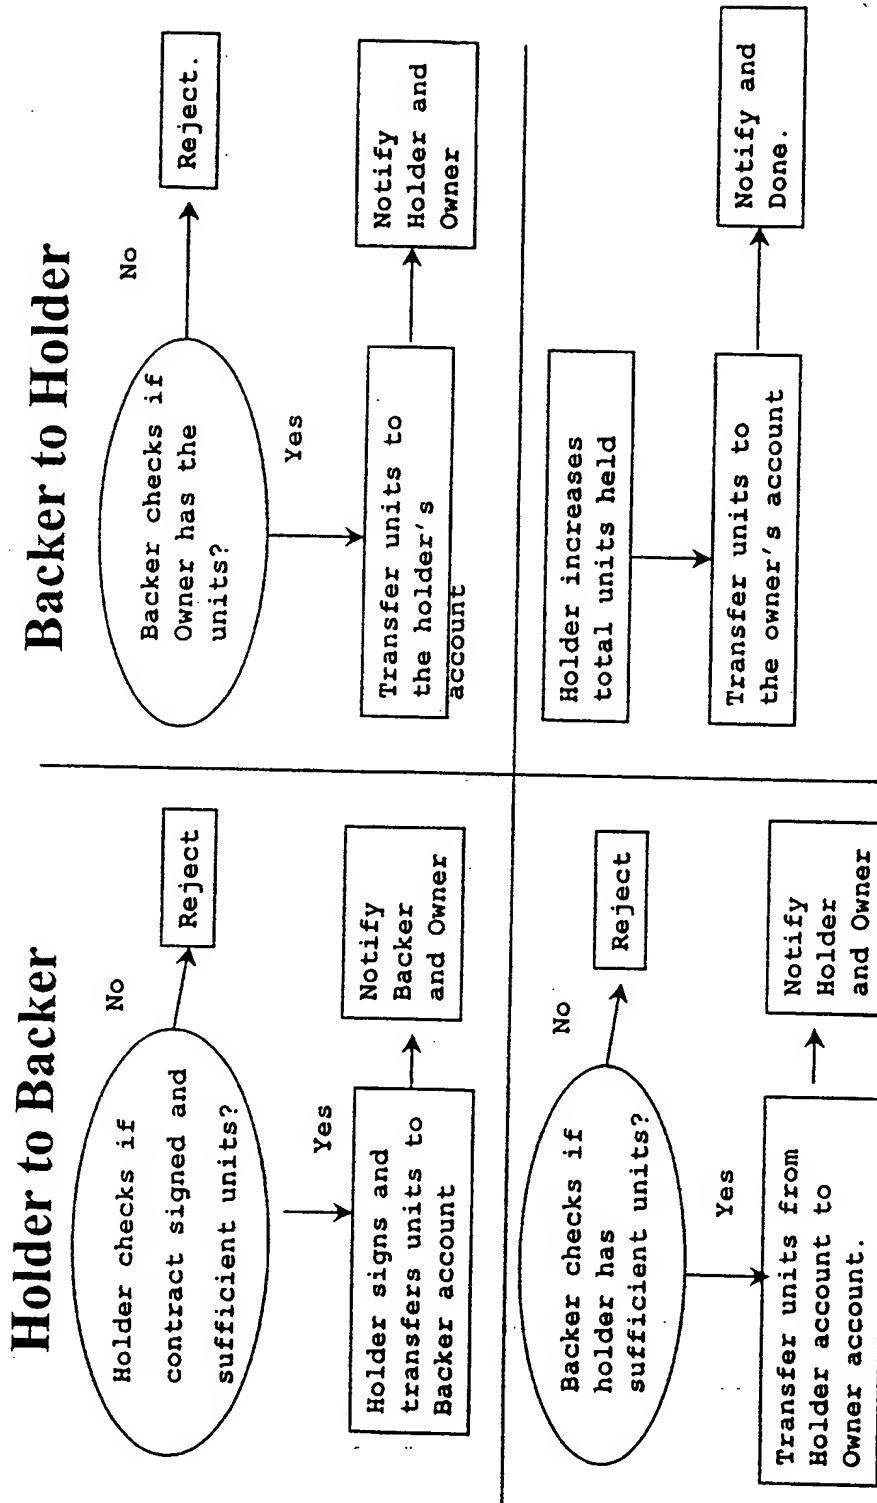 Holder to Backer
Holder checks if
contract signed and
sufficient units?
No
Reject
Yes
Holder signs and
transfers units to
Backer account
Notify
Backer
and Owner
Backer checks if
holder has
sufficient units?
No
Reject
Yes
Transfer units from
Holder account to
Owner account.
Notify
Holder
and Owner
Backer to Holder
Backer checks if
Owner has the
units?
No
Reject.
Yes
Transfer units to
the holder's
account
Notify
Holder and
Owner
Holder increases
total units held
Transfer units to
the owner's account
Notify and
Done.